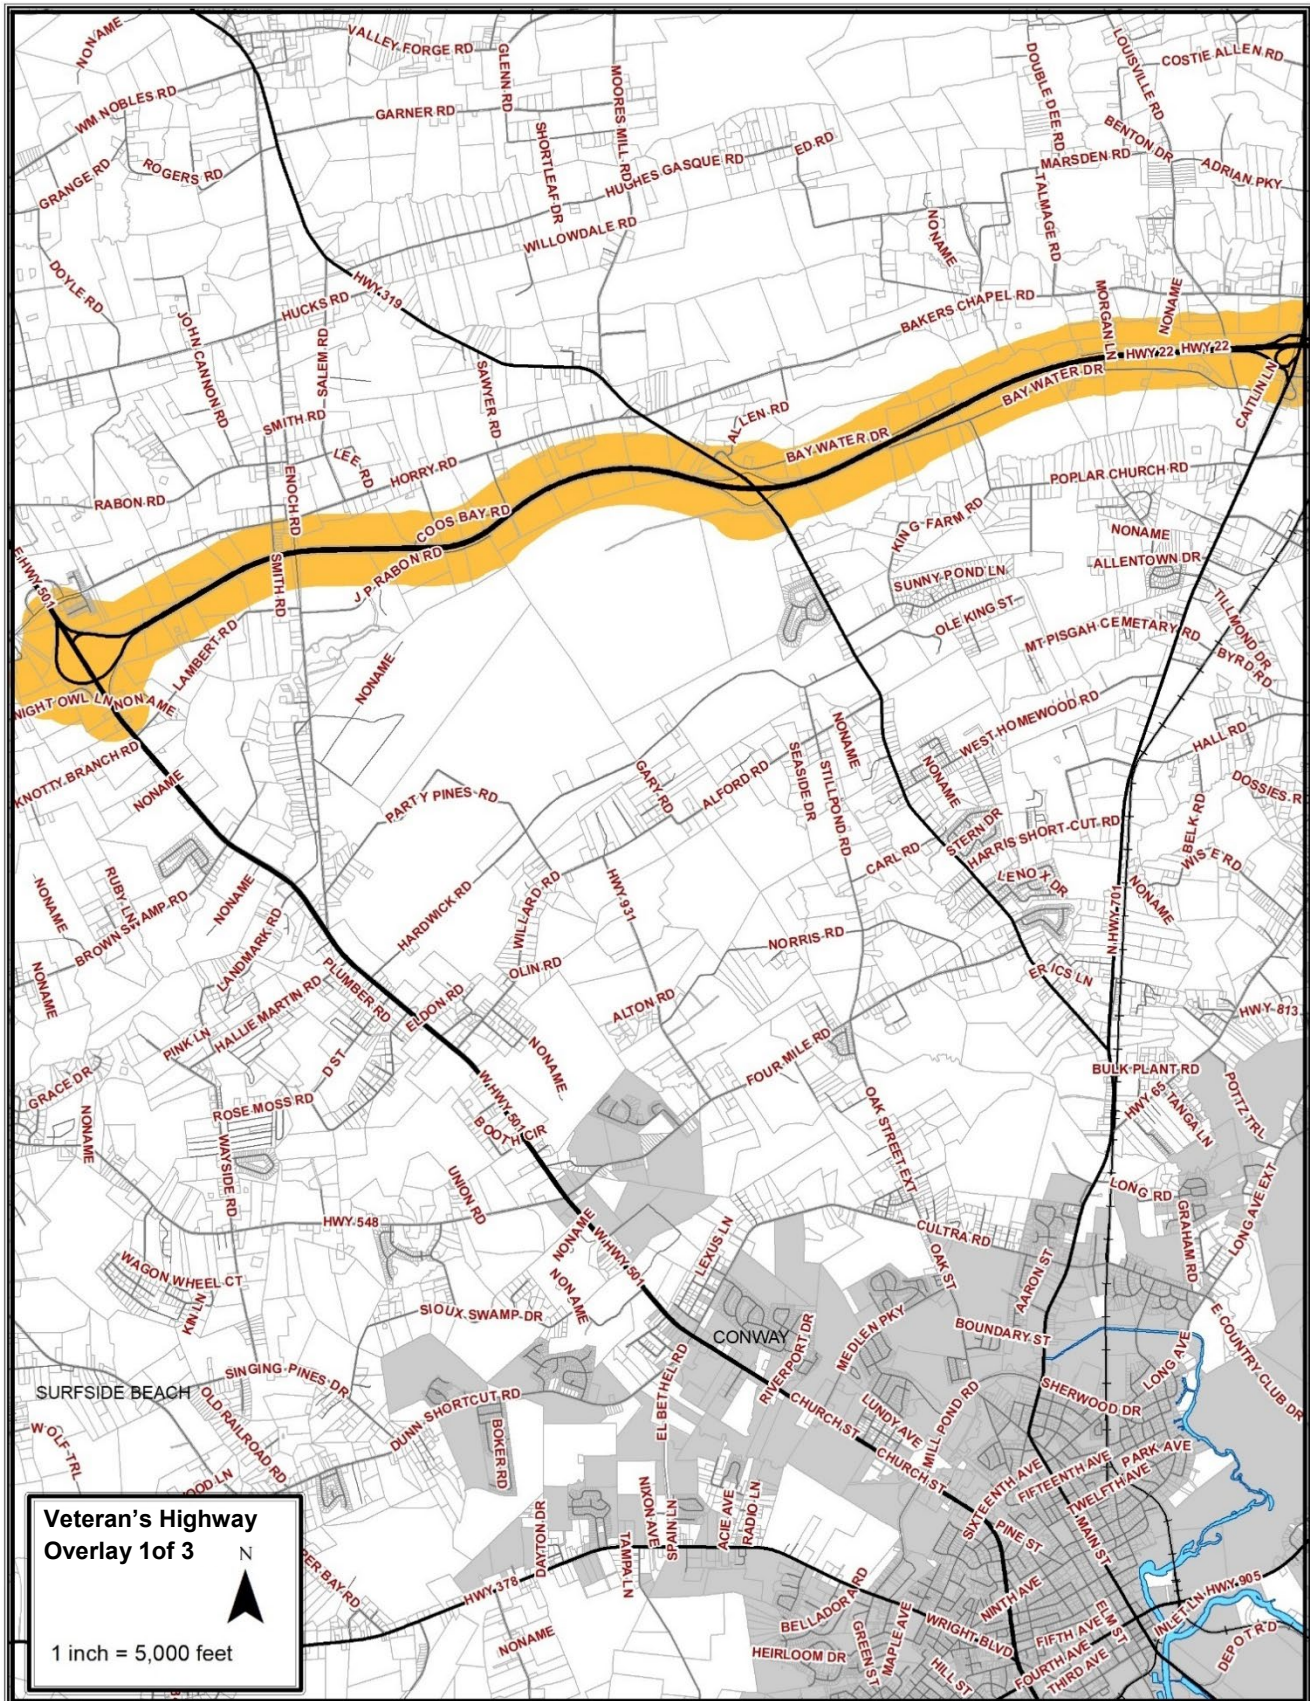 NONAME
VALLEY FORGE RD
GLENN RD
MOORES MILL RD
DOUBLE DEE RD
LOUISVILLE RD
COSTIE ALLEN RD
WM NOBLES RD
GARNER RD
SHORTLEAF DR
HUGHES GASQUE RD
ED RD
BENTON DR
MARSDEN RD
ADRIAN PKY
GRANGE RD
ROGERS RD
TALMAGE RD
WILLOWDALE RD
NONAME
DOYLE RD
HUCKS RD
HWY 319
BAKERS CHAPEL RD
MORGAN LN
NONAME
JOHN CANNON RD
SALEM RD
SAWYER RD
HWY 22
HWY 22
BAY WATER DR
CAITLIN LN
SMITH RD
ALLEN RD
BAY WATER DR
LEE RD
HORRY RD
POPLAR CHURCH RD
RABON RD
ENOCH RD
COOS BAY RD
KING FARM RD
NONAME
ALLENTOWN DR
E HWY 501
SMITH RD
J P RABON RD
SUNNY POND LN
OLE KING ST
TILLMOND DR
MT PISGAH CEMETARY RD
BYRD RD
LAMBERT RD
NONAME
NIGHT OWL LN
NONAME
KNOTTY BRANCH RD
NONAME
WEST HOMEWOOD RD
HALL RD
NONAME
SEASIDE DR
STILLPOND RD
NONAME
DOSSIES R
PARTY PINES RD
GARY RD
ALFORD RD
STERN DR
HARRIS SHORT-CUT RD
BELK RD
WISE RD
CARL RD
LENOX DR
NONAME
RUBY LN
BROWN SWAMP RD
NONAME
LANDMARK RD
HARDWICK RD
WILLARD RD
HWY 931
N HWY 701
NONAME
NORRIS RD
NONAME
PLUMBER RD
OLIN RD
ERICS LN
ELDON RD
ALTON RD
HALLIE MARTIN RD
PINK LN
HWY 813
D ST
NONAME
FOUR MILE RD
BULK PLANT RD
GRACE DR
NONAME
ROSE MOSS RD
W HWY 501
BOOTH CIR
OAK STREET EXT
HWY 65
TANGA LN
POTTZ TRL
WAYSIDE RD
UNION RD
LONG RD
GRAHAM RD
LONG AVE EXT
HWY 548
NONAME
W HWY 501
LEXUS LN
CULTRA RD
OAK ST
AARON ST
WAGON WHEEL CT
KIN LN
NONAME
SIOUX SWAMP DR
CONWAY
RIVERPORT DR
MEDLEN PKY
BOUNDARY ST
E COUNTRY CLUB DR
LONG AVE
SINGING PINES DR
EL BETHEL RD
SURFSIDE BEACH
OLD RAILROAD RD
DUNN SHORTCUT RD
BOKER RD
CHURCH ST
LUNDY AVE
MILL POND RD
SHERWOOD DR
WOLF TRL
CHURCH ST
SIXTEENTH AVE
FIFTEENTH AVE
PARK AVE
TWELFTH AVE
OOD LN
DAYTON DR
TAMPA LN
NIXON AVE
SPAIN LN
ACIE AVE
RADIO LN
PINE ST
MAIN ST
PER BAY RD
HWY 378
NONAME
BELLADORA RD
HEIRLOOM DR
GREEN ST
MAPLE AVE
WRIGHT BLVD
HILL ST
NINTH AVE
FIFTH AVE
FOURTH AVE
THIRD AVE
ELM ST
INLET LN
HWY 905
DEPOT RD
Veteran's Highway
Overlay 1of 3
N
1 inch = 5,000 feet